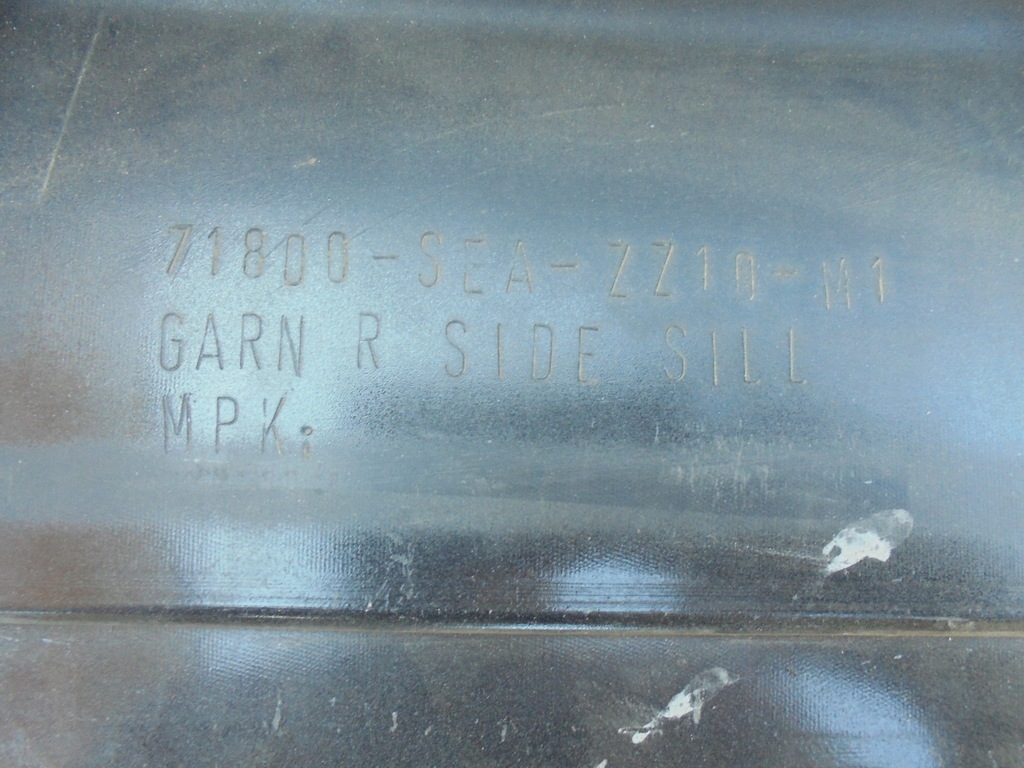 71800-SEA-ZZ10-M1
GARN R SIDE SILL
MPK;